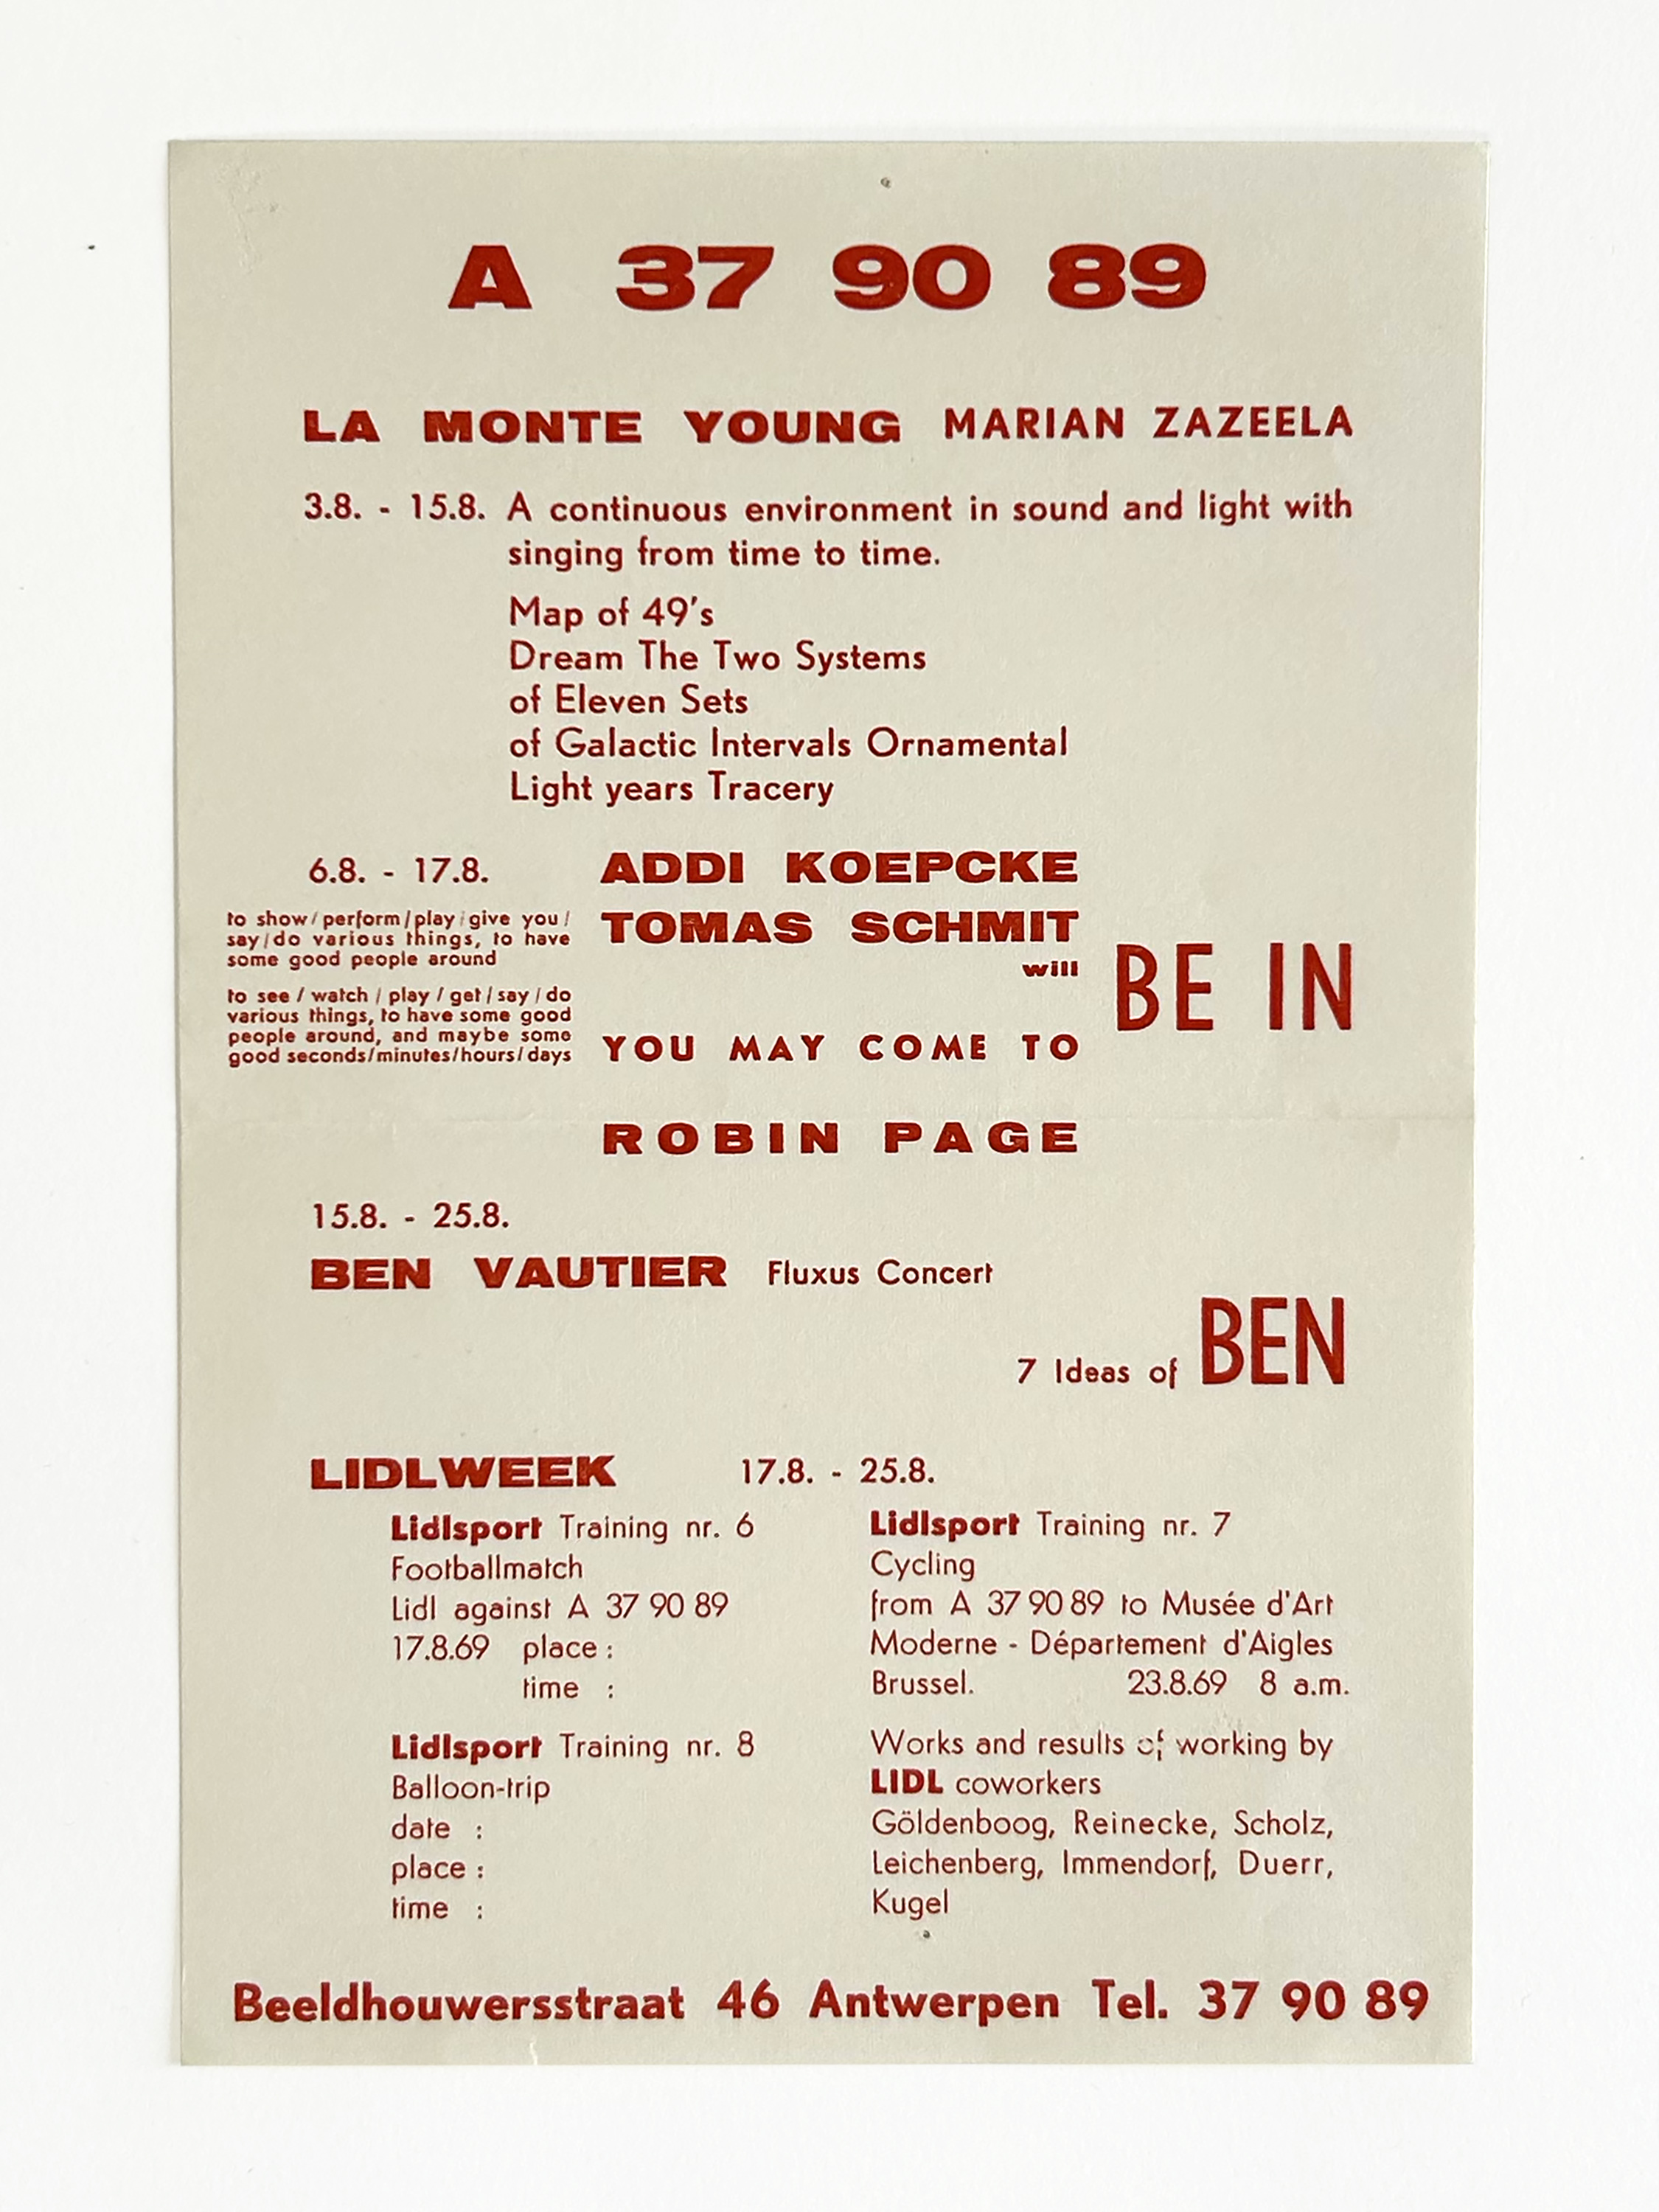 A 37 90 89
LA MONTE YOUNG MARIAN ZAZEELA
3.8. - 15.8. A continuous environment in sound and light with
singing from time to time.
Map of 49's
Dream The Two Systems
of Eleven Sets
of Galactic Intervals Ornamental
Light years Tracery
6.8. - 17.8. ADDI KOEPCKE
TOMAS SCHMIT
will
BE IN
to show / perform / play / give you /
say / do various things, to have
some good people around
to see / watch / play / get / say / do
various things, to have some good
people around, and maybe some
good seconds/minutes/hours/days
YOU MAY COME TO
ROBIN PAGE
15.8. - 25.8.
BEN VAUTIER Fluxus Concert
7 Ideas of BEN
LIDLWEEK 17.8. - 25.8.
Lidlsport Training nr. 6
Footballmatch
Lidl against A 37 90 89
17.8.69 place :
time :
Lidlsport Training nr. 7
Cycling
from A 37 90 89 to Musée d'Art
Moderne - Département d'Aigles
Brussel. 23.8.69 8 a.m.
Lidlsport Training nr. 8
Balloon-trip
date :
place :
time :
Works and results of working by
LIDL coworkers
Göldenboog, Reinecke, Scholz,
Leichenberg, Immendorf, Duerr,
Kugel
Beeldhouwersstraat 46 Antwerpen Tel. 37 90 89